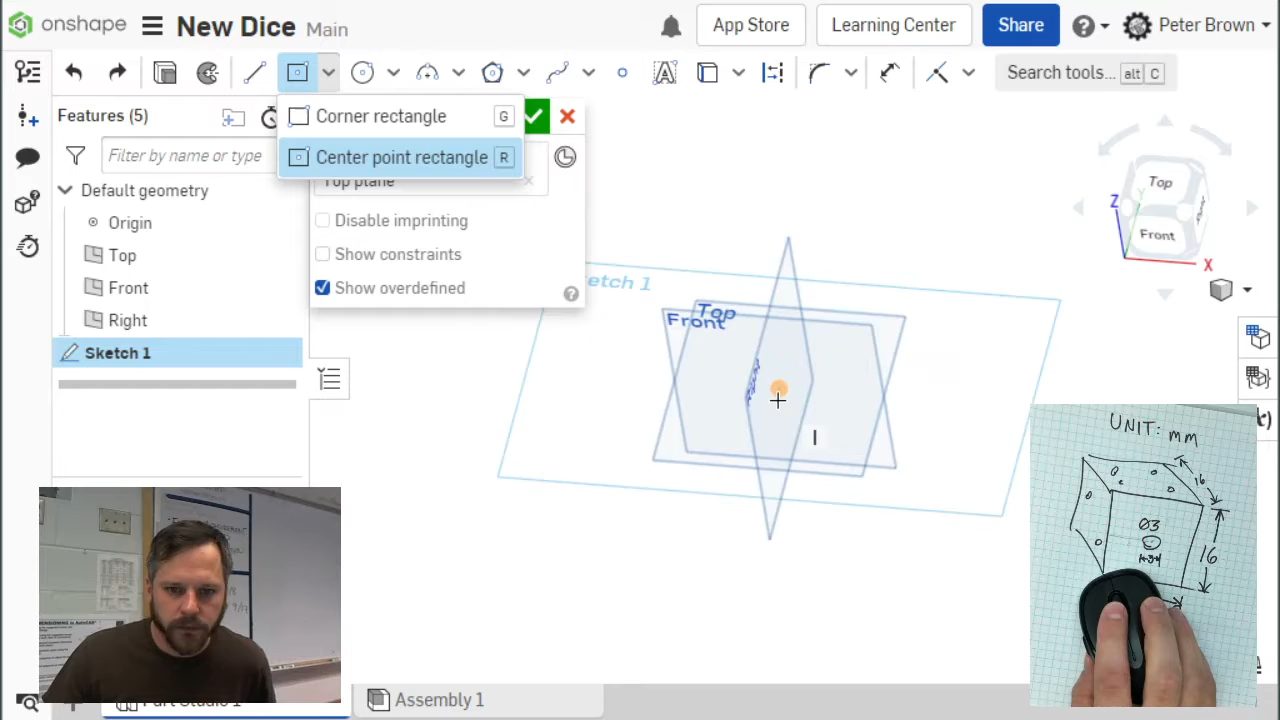 onshape
New Dice Main
App Store
Learning Center
Share
Peter Brown
Search tools... alt C
Features (5)
Filter by name or type
Corner rectangle G
Center point rectangle R
Top plane
Disable imprinting
Show constraints
Show overdefined
Default geometry
Origin
Top
Front
Right
Sketch 1
Top
Front
Top
Front
Z
Y
X
UNIT: mm
16
Ø3
3
16
Assembly 1